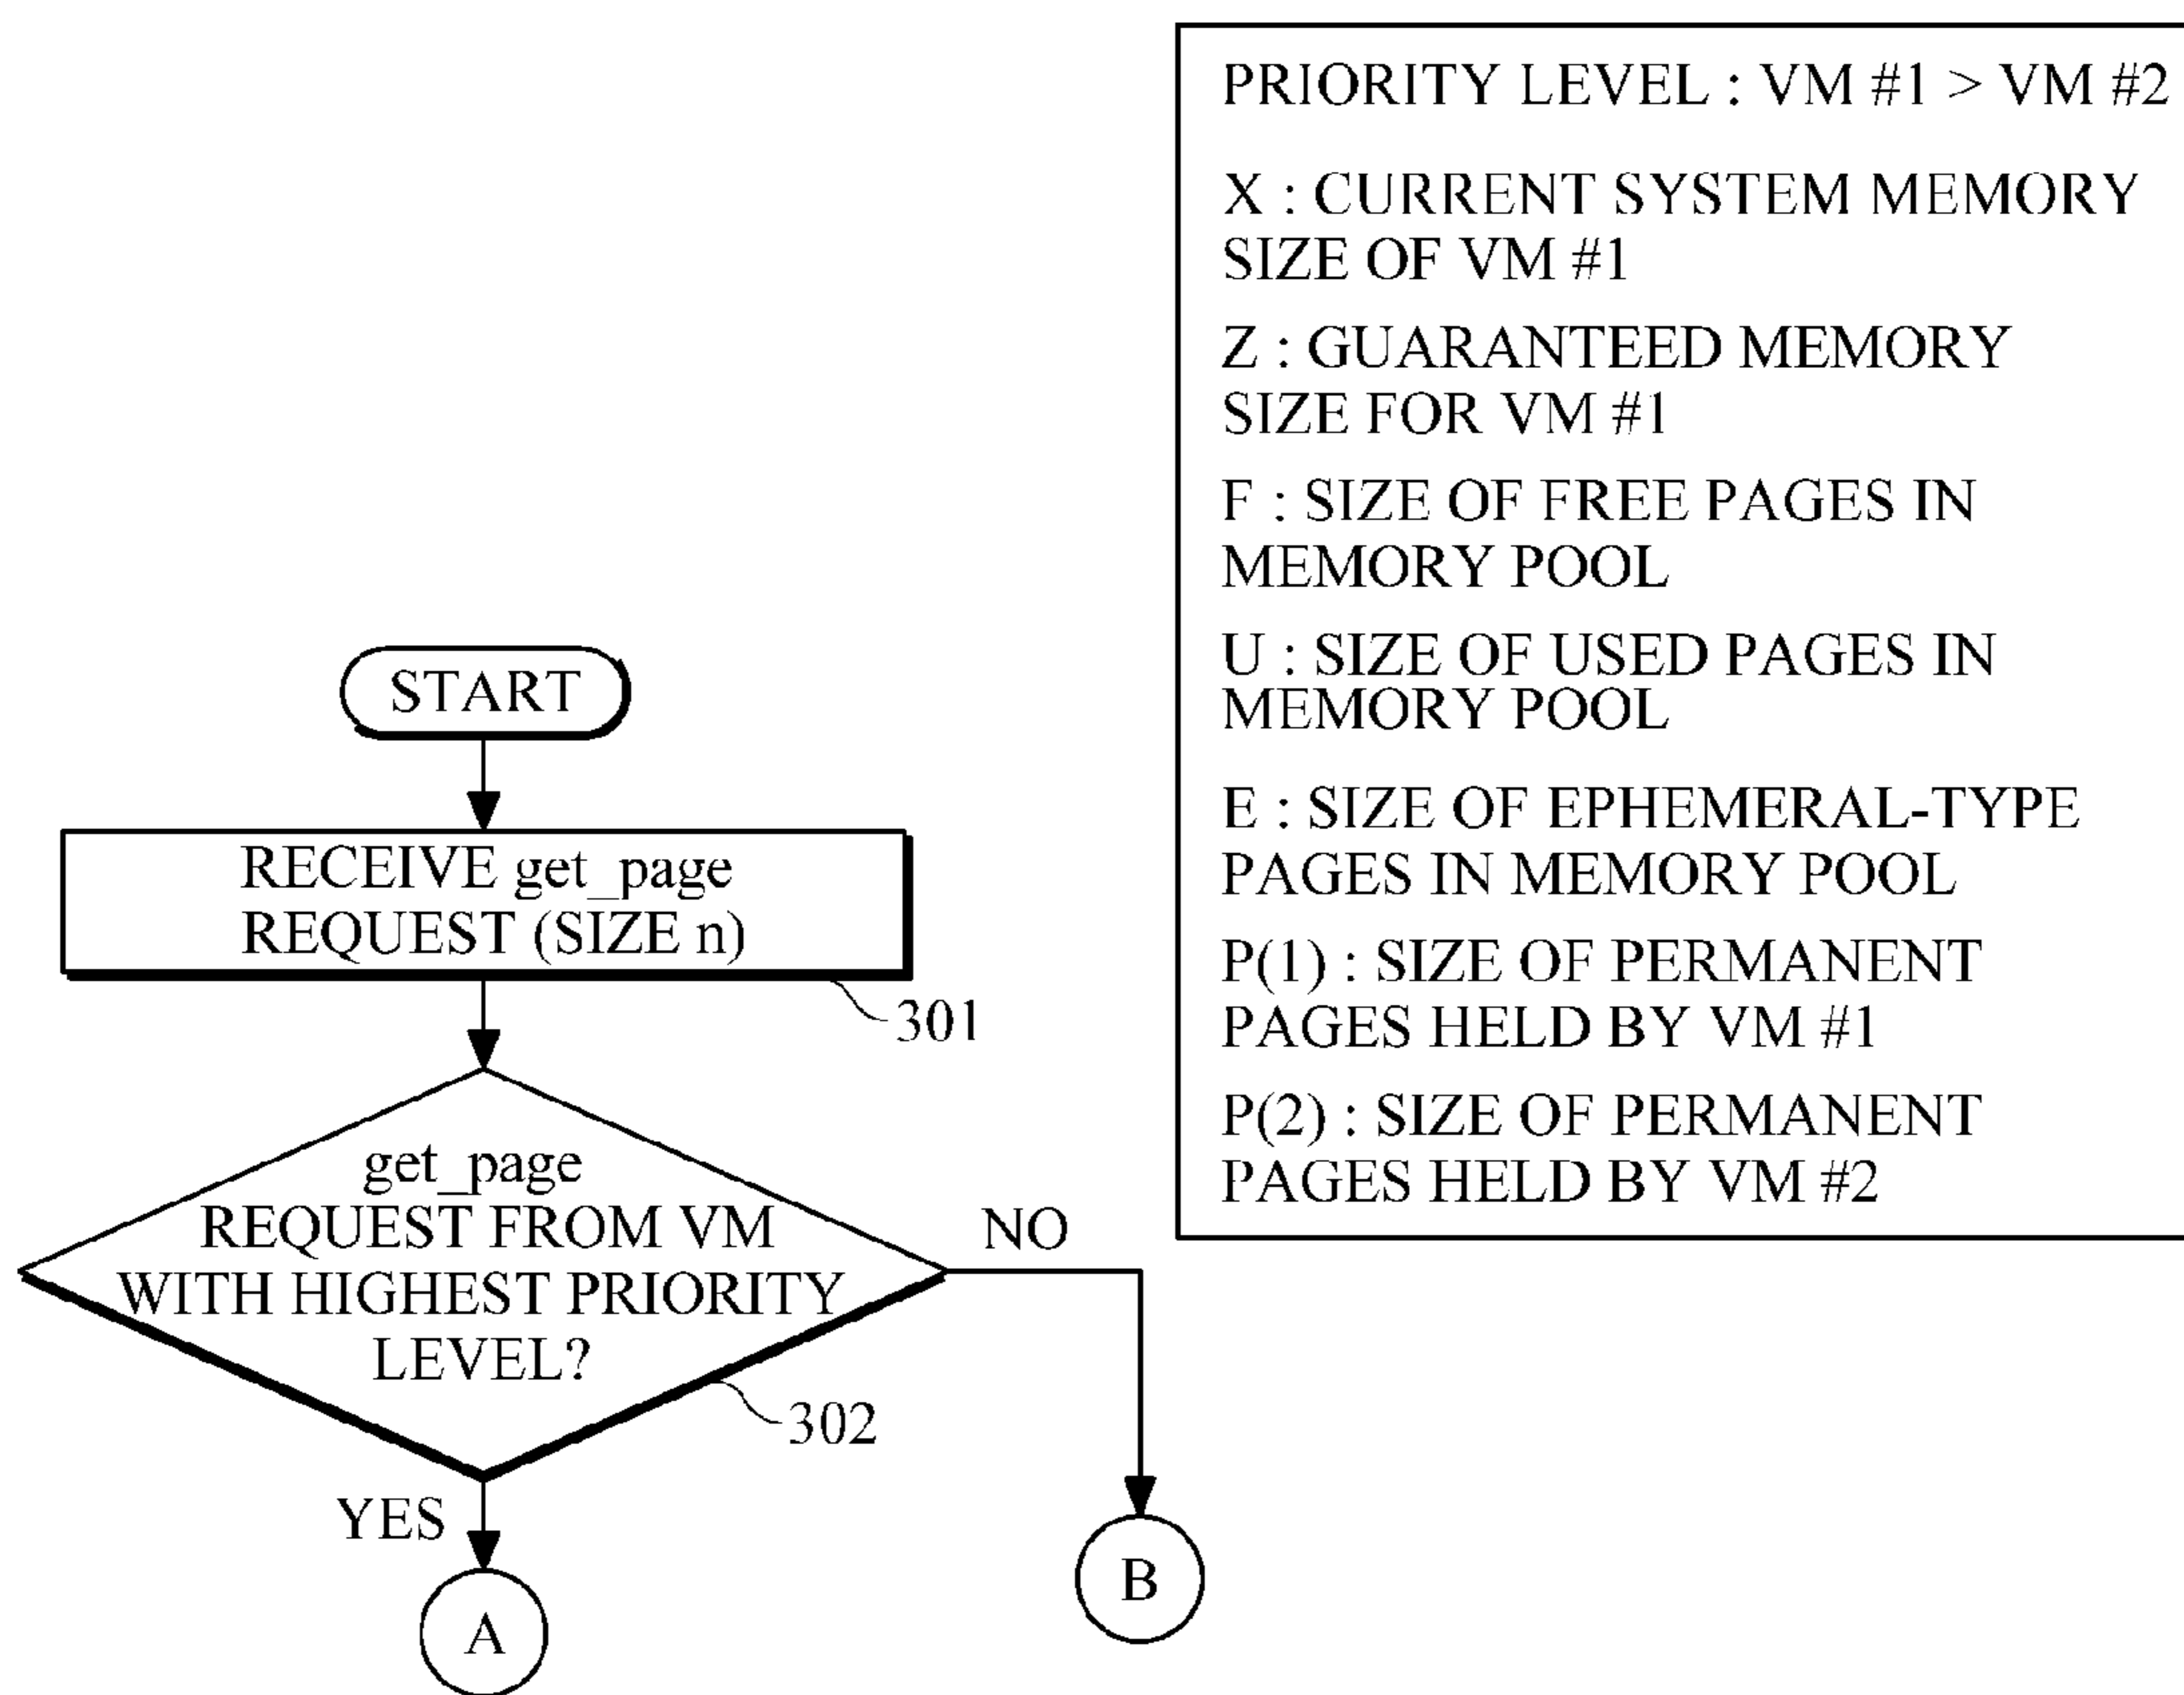 PRIORITY LEVEL : VM #1 > VM #2
X : CURRENT SYSTEM MEMORY
SIZE OF VM #1
Z : GUARANTEED MEMORY
SIZE FOR VM #1
F : SIZE OF FREE PAGES IN
MEMORY POOL
U : SIZE OF USED PAGES IN
MEMORY POOL
E : SIZE OF EPHEMERAL-TYPE
PAGES IN MEMORY POOL
P(1) : SIZE OF PERMANENT
PAGES HELD BY VM #1
P(2) : SIZE OF PERMANENT
PAGES HELD BY VM #2
START
RECEIVE get_page
REQUEST (SIZE n)
301
get_page
REQUEST FROM VM
WITH HIGHEST PRIORITY
LEVEL?
302
NO
YES
B
A